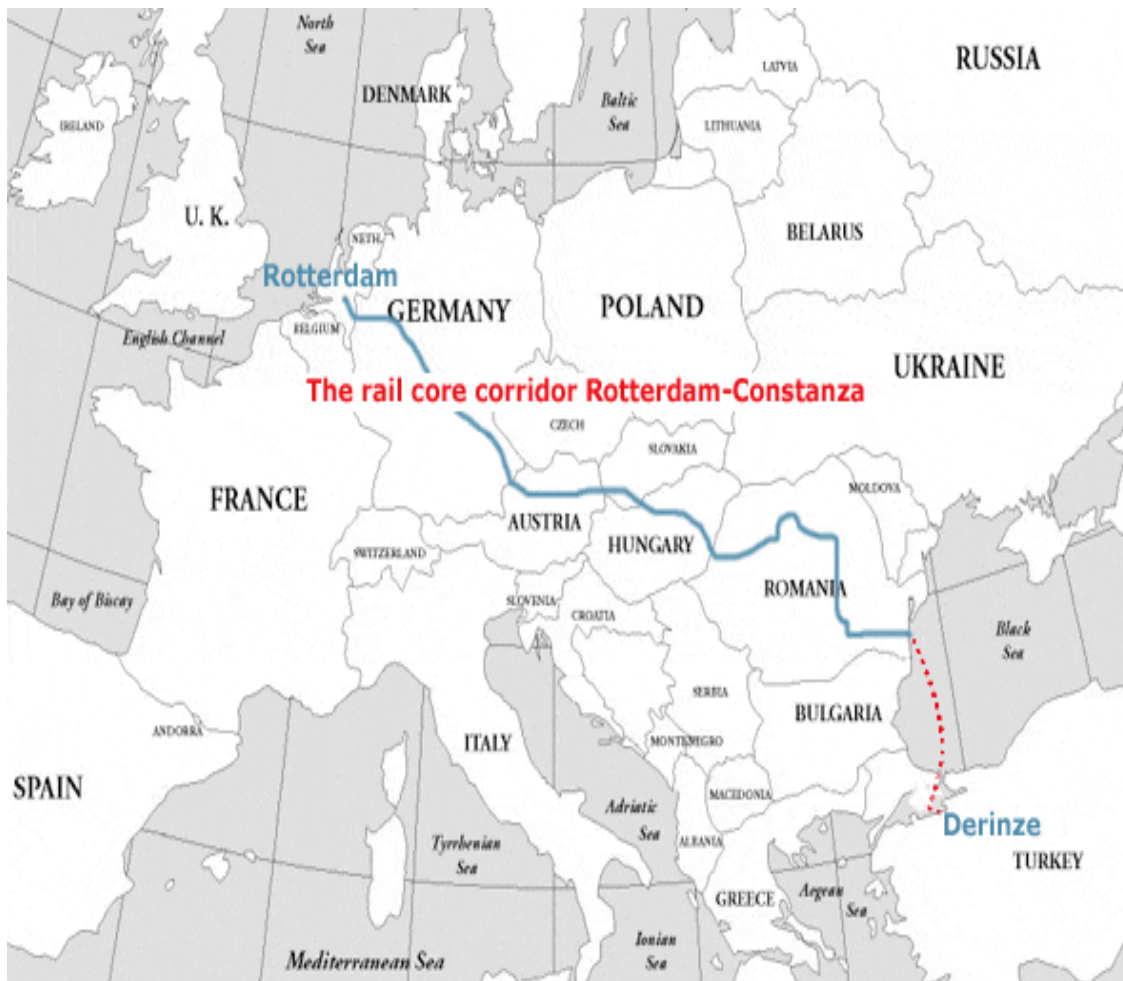 North
Sea
RUSSIA
LATVIA
DENMARK
Baltic
Sea
LITHUANIA
IRELAND
U. K.
BELARUS
NETH.
Rotterdam
GERMANY
POLAND
BELGIUM
English Channel
UKRAINE
The rail core corridor Rotterdam-Constanza
CZECH
SLOVAKIA
MOLDOVA
FRANCE
AUSTRIA
HUNGARY
SWITZERLAND
ROMANIA
Bay of Biscay
SLOVENIA
CROATIA
Black
Sea
SERBIA
BULGARIA
ANDORRA
ITALY
MONTENEGRO
SPAIN
MACEDONIA
Adriatic
Sea
Derinze
Tyrrhenian
Sea
ALBANIA
TURKEY
GREECE
Aegean
Sea
Ionian
Sea
Mediterranean Sea